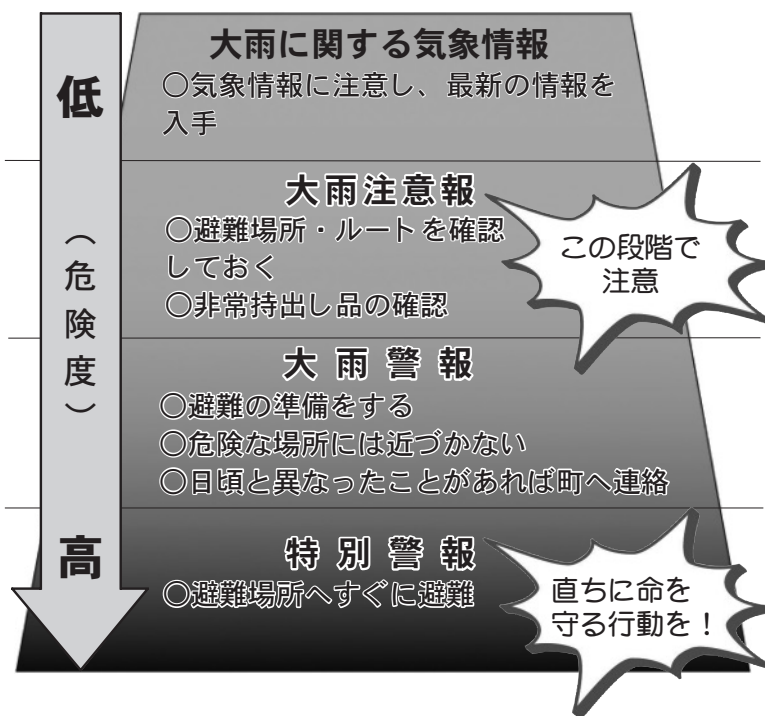 低
（危険度）
高
大雨に関する気象情報
○気象情報に注意し、最新の情報を
入手
大雨注意報
○避難場所・ルートを確認
しておく
○非常持出し品の確認
この段階で
注意
大雨警報
○避難の準備をする
○危険な場所には近づかない
○日頃と異なったことがあれば町へ連絡
特別警報
○避難場所へすぐに避難
直ちに命を
守る行動を！